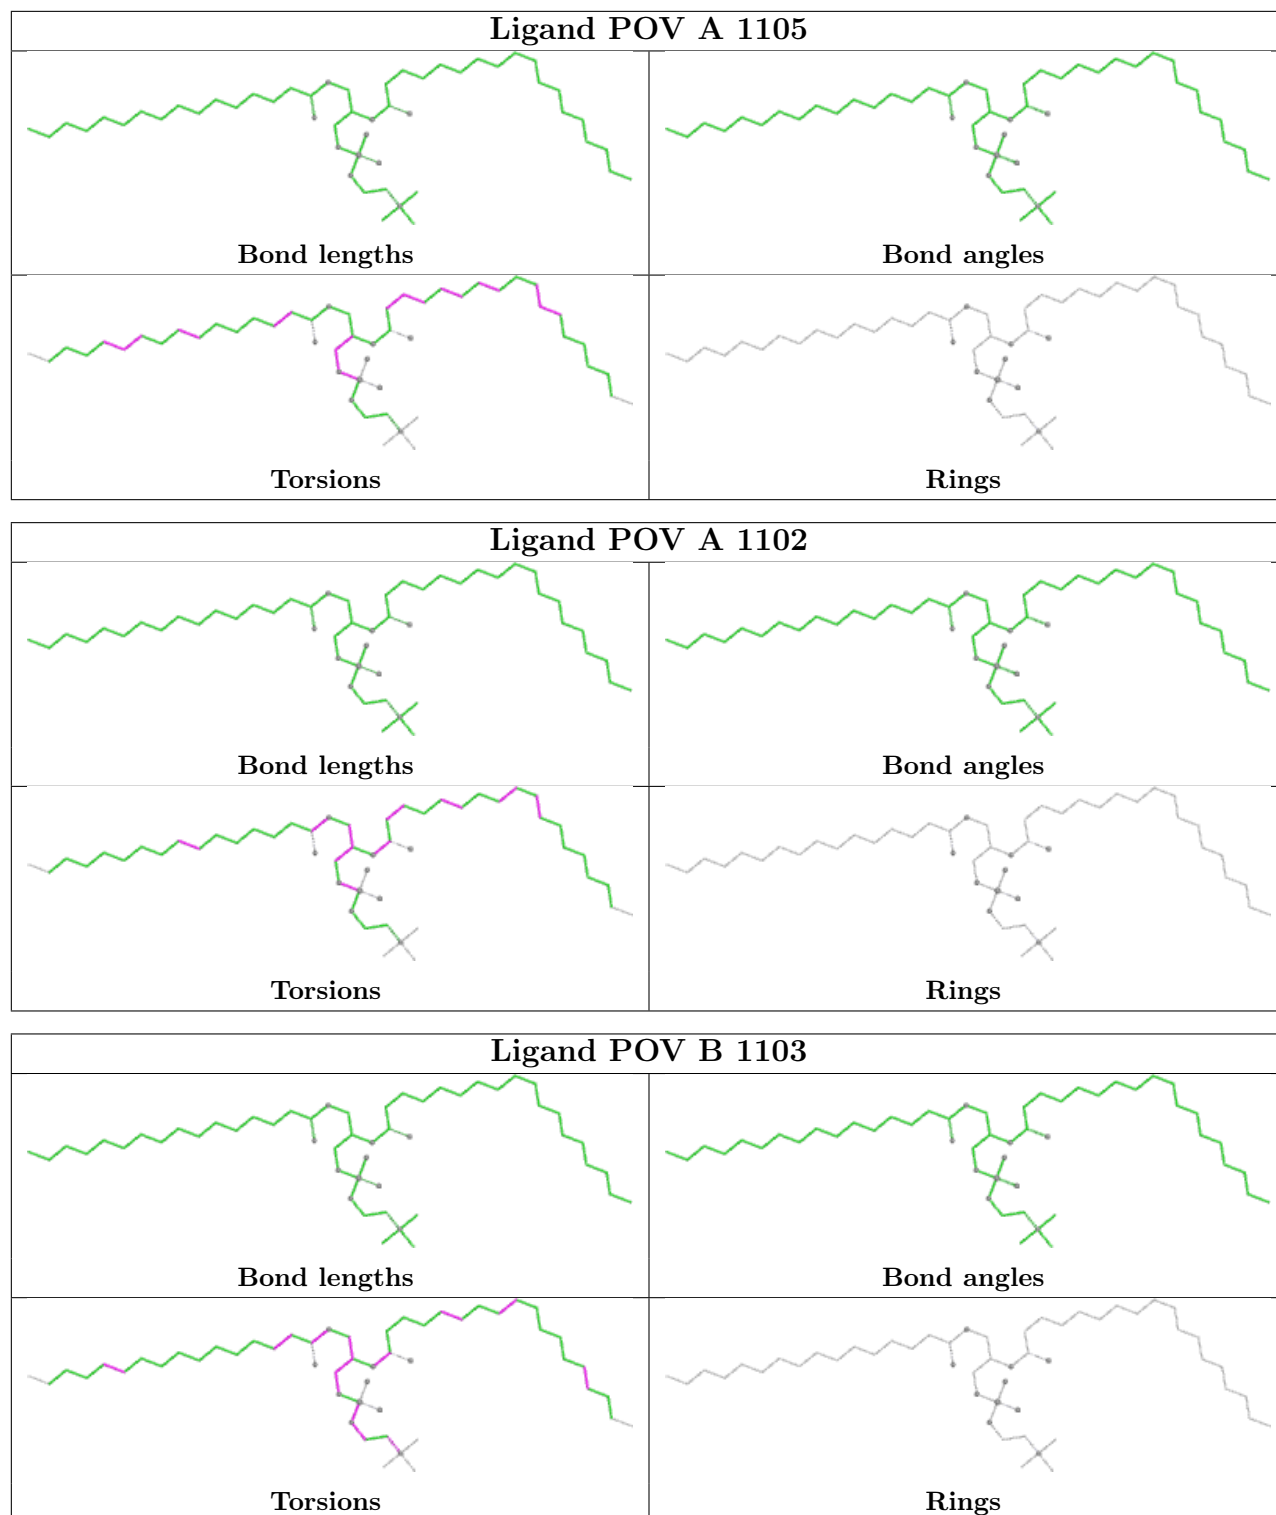 Ligand POV A 1105
Bond lengths
Bond angles
Torsions
Rings
Ligand POV A 1102
Bond lengths
Bond angles
Torsions
Rings
Ligand POV B 1103
Bond lengths
Bond angles
Torsions
Rings